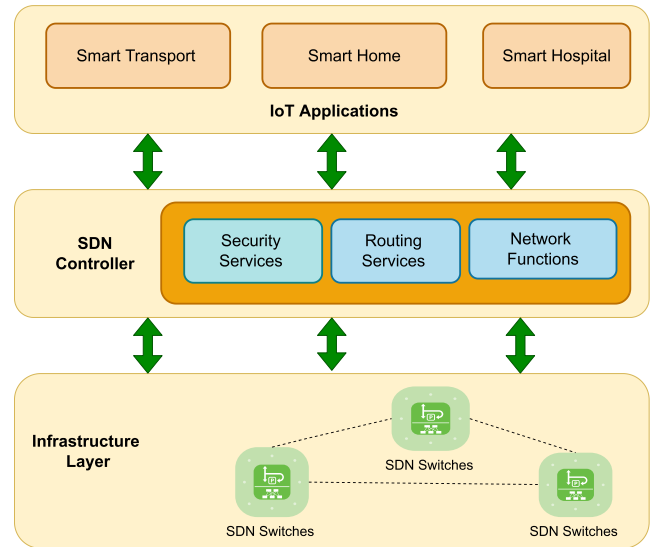 Smart Transport
Smart Home
Smart Hospital
IoT Applications
SDN
Controller
Security
Services
Routing
Services
Network
Functions
Infrastructure
Layer
P
SDN Switches
P
SDN Switches
P
SDN Switches